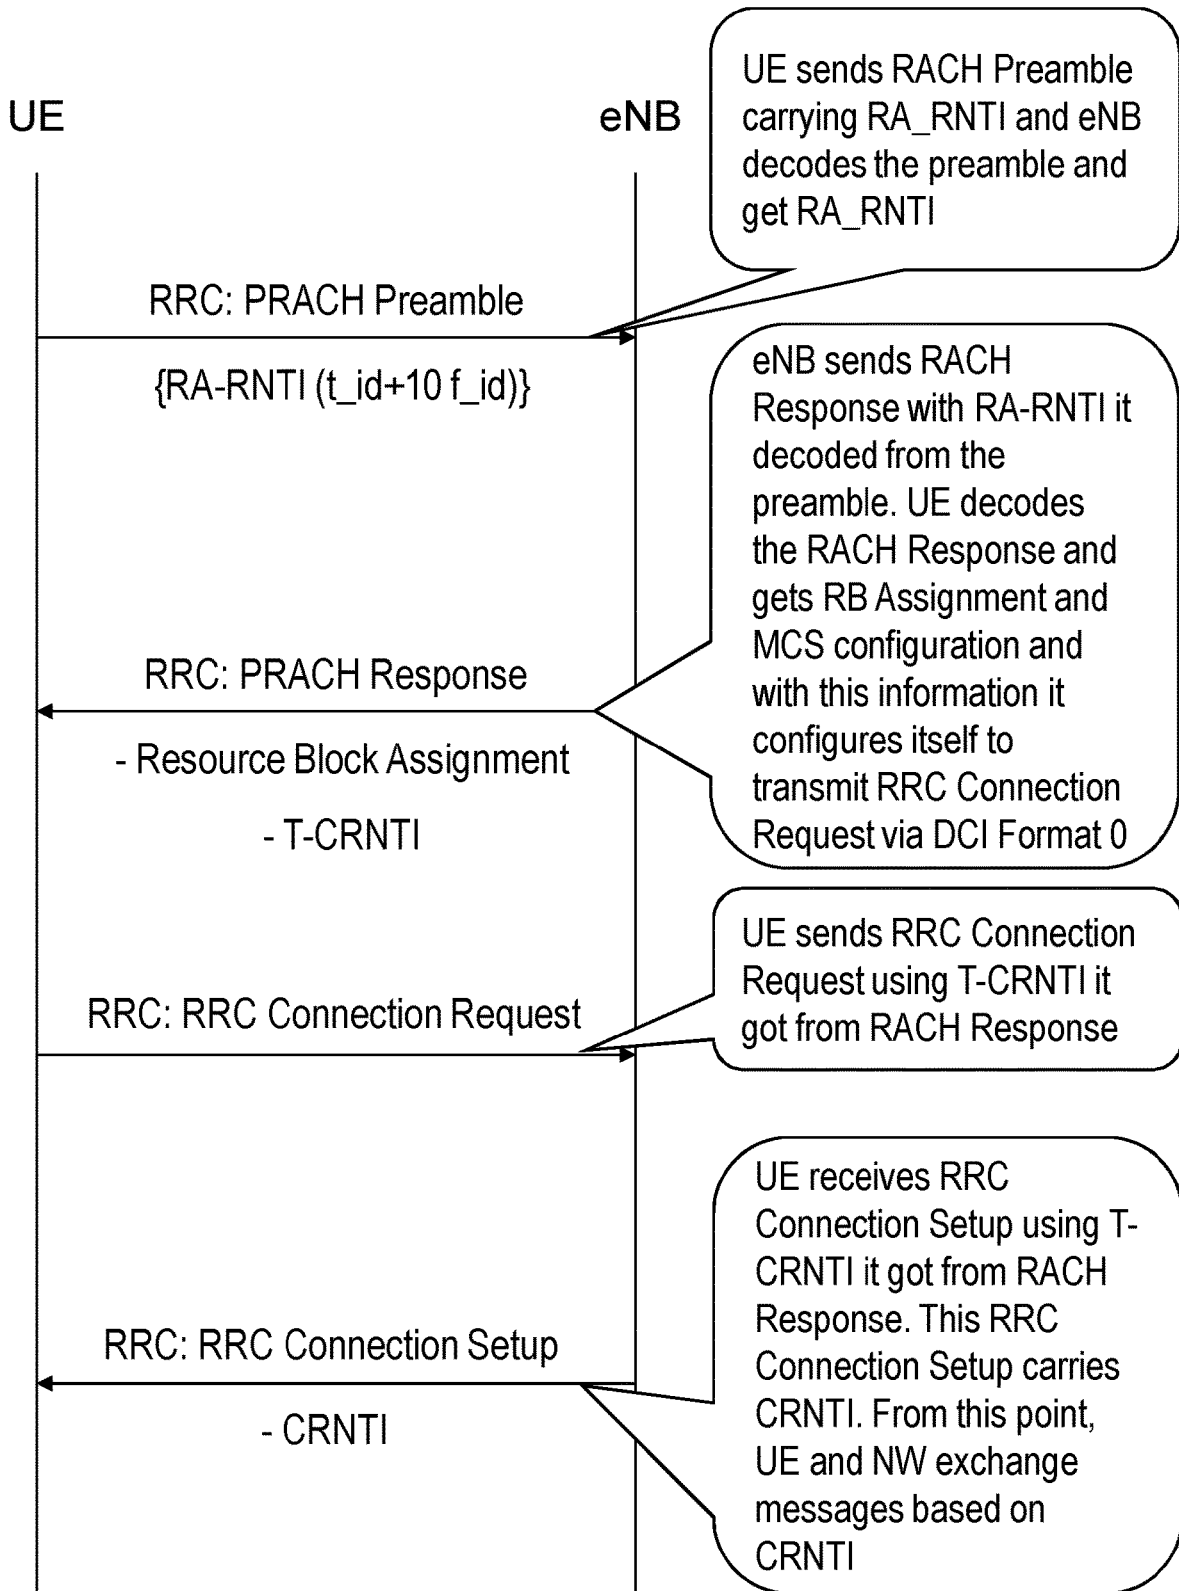 UE
eNB
UE sends RACH Preamble
carrying RA_RNTI and eNB
decodes the preamble and
get RA_RNTI
RRC: PRACH Preamble
{RA-RNTI (t_id+10 f_id)}
eNB sends RACH
Response with RA-RNTI it
decoded from the
preamble. UE decodes
the RACH Response and
gets RB Assignment and
MCS configuration and
with this information it
configures itself to
transmit RRC Connection
Request via DCI Format 0
RRC: PRACH Response
- Resource Block Assignment
- T-CRNTI
UE sends RRC Connection
Request using T-CRNTI it
got from RACH Response
RRC: RRC Connection Request
UE receives RRC
Connection Setup using T-
CRNTI it got from RACH
Response. This RRC
Connection Setup carries
CRNTI. From this point,
UE and NW exchange
messages based on
CRNTI
RRC: RRC Connection Setup
- CRNTI